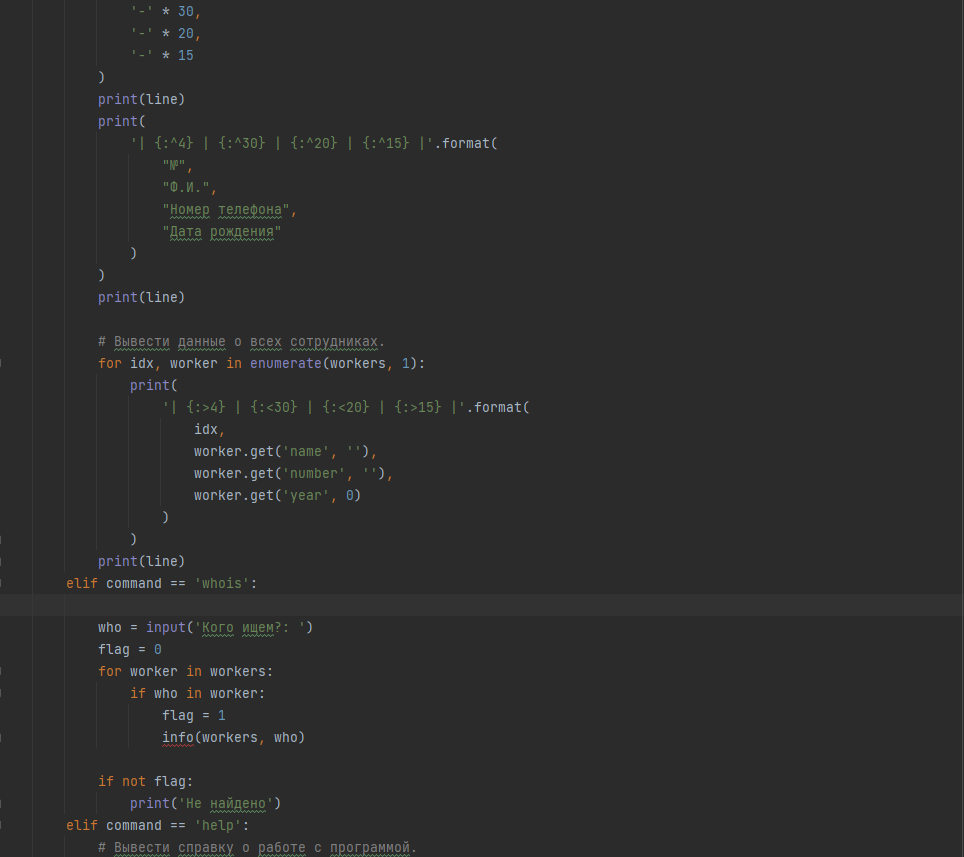 '-' * 30,
'-' * 20,
'-' * 15
)
print(line)
print(
'| {:^4} | {:^30} | {:^20} | {:^15} |'.format(
"№",
"Ф.И.",
"Номер телефона",
"Дата рождения"
)
)
print(line)
# Вывести данные о всех сотрудниках.
for idx, worker in enumerate(workers, 1):
print(
'| {:>4} | {:<30} | {:<20} | {:>15} |'.format(
idx,
worker.get('name', ''),
worker.get('number', ''),
worker.get('year', 0)
)
)
print(line)
elif command == 'whois':
who = input('Кого ищем?: ')
flag = 0
for worker in workers:
if who in worker:
flag = 1
info(workers, who)
if not flag:
print('Не найдено')
elif command == 'help':
# Вывести справку о работе с программой.